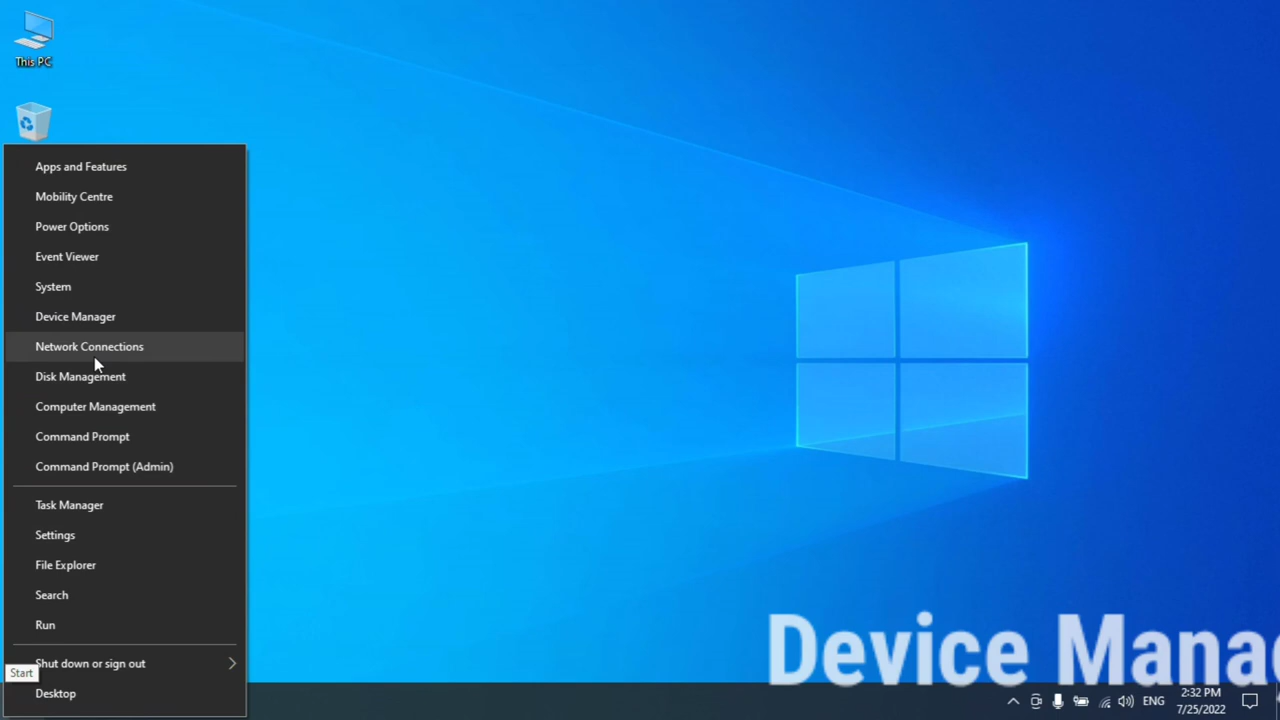 This PC
Apps and Features
Mobility Centre
Power Options
Event Viewer
System
Device Manager
Network Connections
Disk Management
Computer Management
Command Prompt
Command Prompt (Admin)
Task Manager
Settings
File Explorer
Search
Run
Shut down or sign out
Start
Desktop
Device Mana
ENG
2:32 PM
7/25/2022